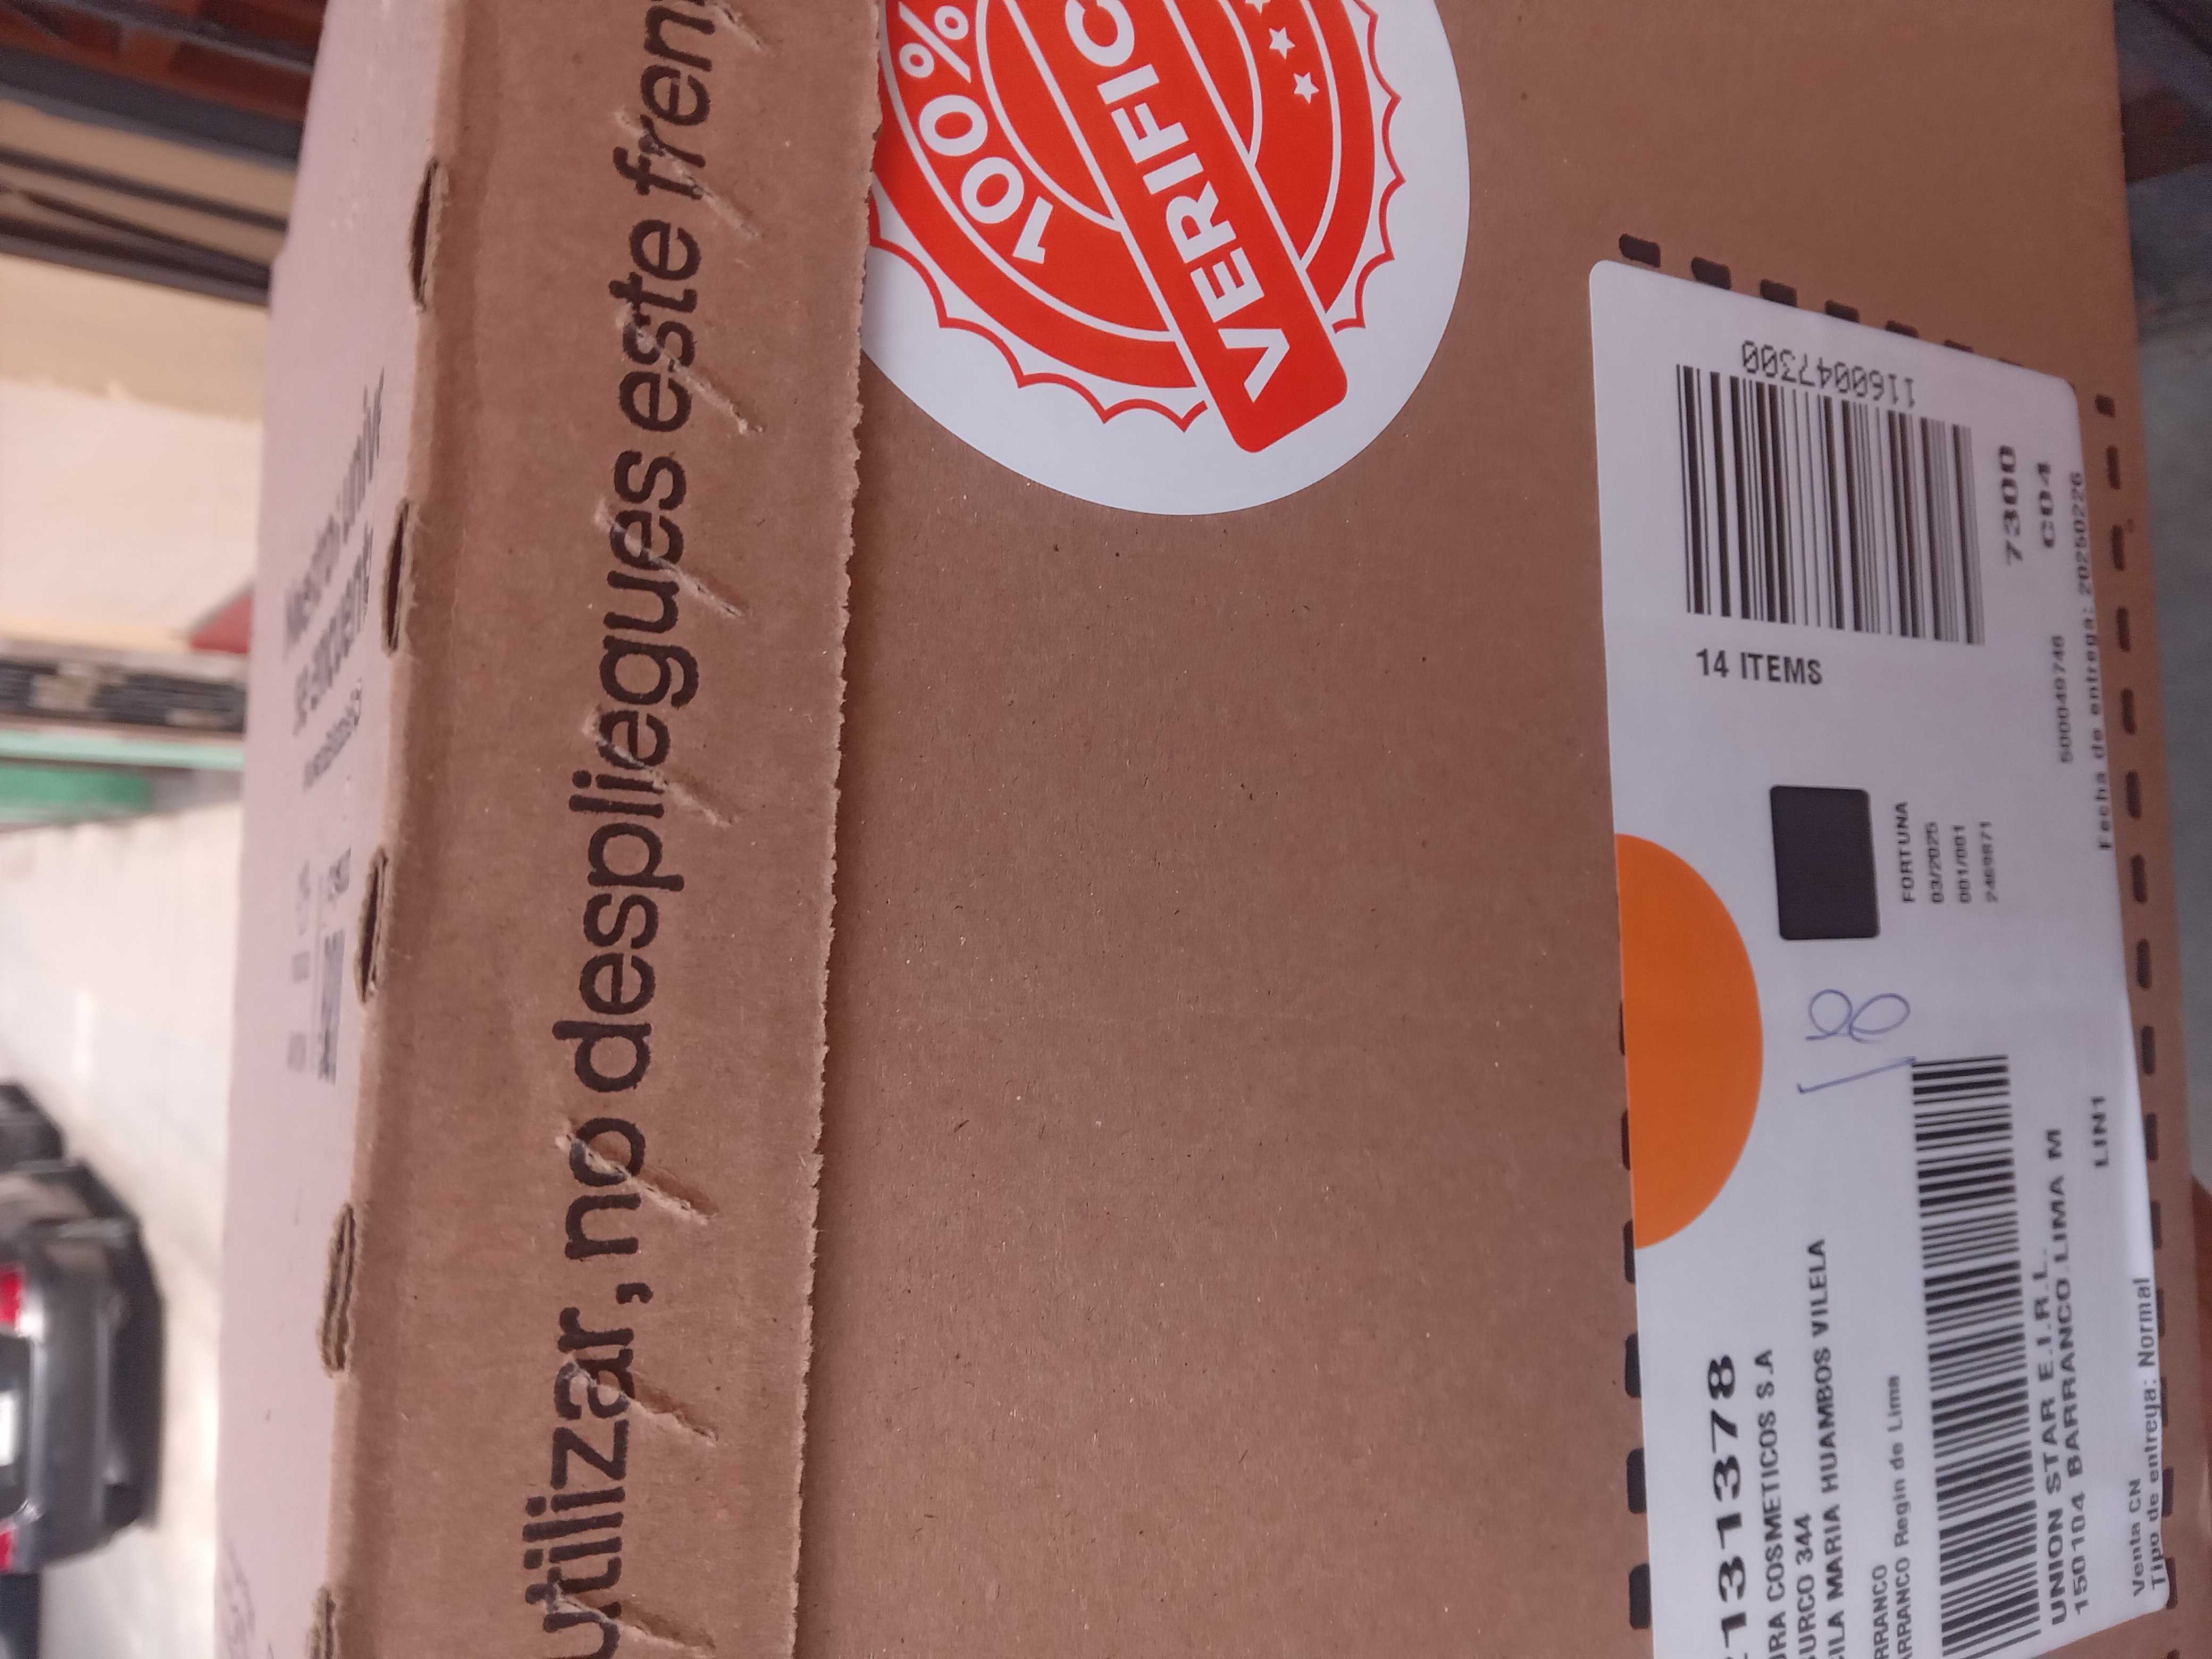 utilizar, no despliegues este fren
100%
VERIFIC
1160047300
14 ITEMS
7300
C04
500049746
Fecha de entrega: 20250226
FORTUNA
03/2025
001/001
2469871
131378
URA COSMETICOS S.A
SURCO 344
CILA MARIA HUAMBOS VILELA
RRANCO
RRANCO Regin de Lima
UNION STAR E.I.R.L.
150104 BARRANCO LIMA M
LIN1
Venta CN
Tipo de entreya: Normal